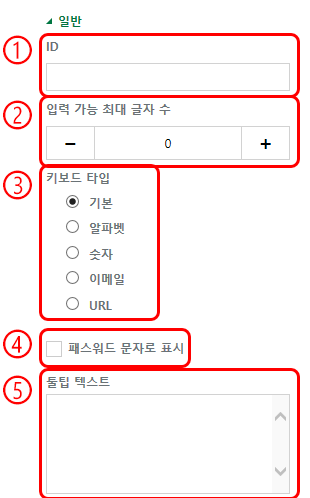 일반
① ID
② 입력 가능 최대 글자 수
− 0 +
③ 키보드 타입
기본
알파벳
숫자
이메일
URL
④ 패스워드 문자로 표시
⑤ 툴팁 텍스트